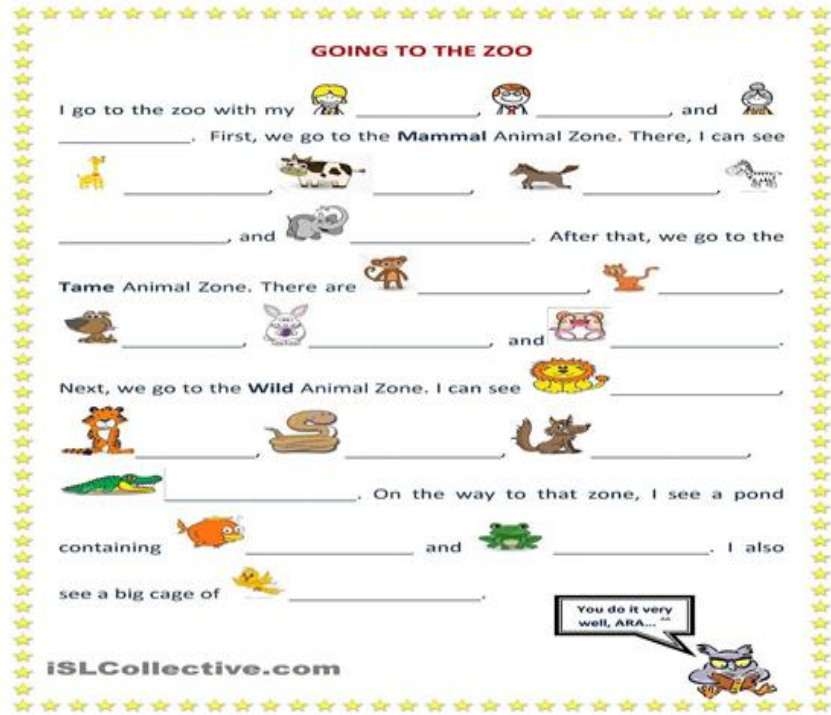 GOING TO THE ZOO
I go to the zoo with my ____________, ____________, and
____________. First, we go to the Mammal Animal Zone. There, I can see
____________, ____________, ____________,
____________, and ____________. After that, we go to the
Tame Animal Zone. There are ____________, ____________,
____________, ____________, and ____________.
Next, we go to the Wild Animal Zone. I can see ____________,
____________, ____________, ____________,
____________. On the way to that zone, I see a pond
containing ____________ and ____________. I also
see a big cage of ____________.
You do it very
well, ARA... ^^
iSLCollective.com